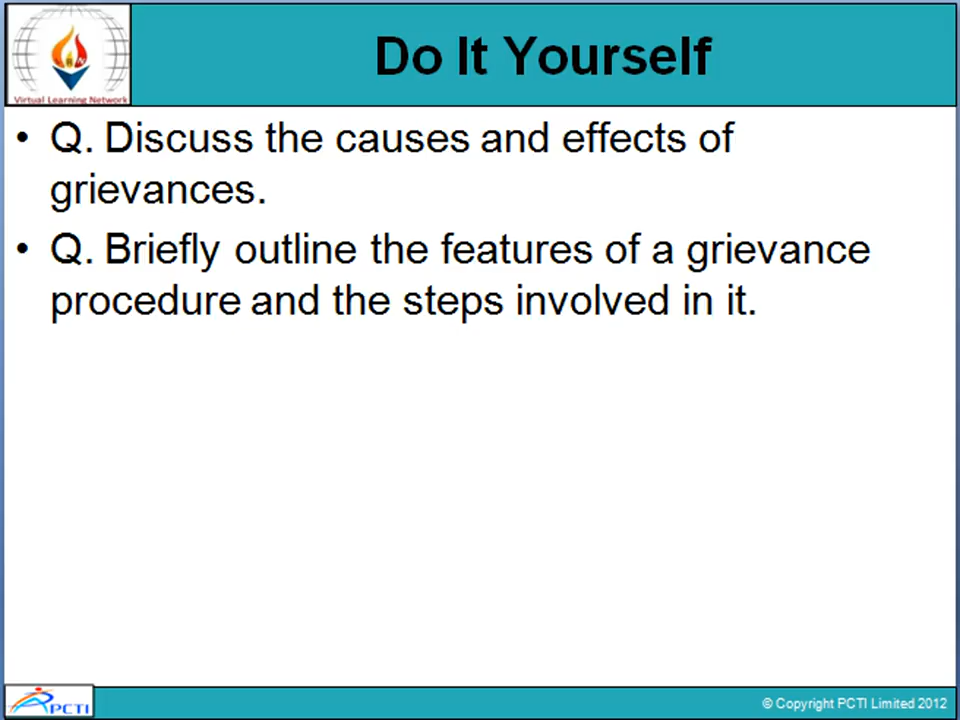 Do It Yourself
Virtual Learning Network
• Q. Discuss the causes and effects of
grievances.
• Q. Briefly outline the features of a grievance
procedure and the steps involved in it.
PCTI
© Copyright PCTI Limited 2012